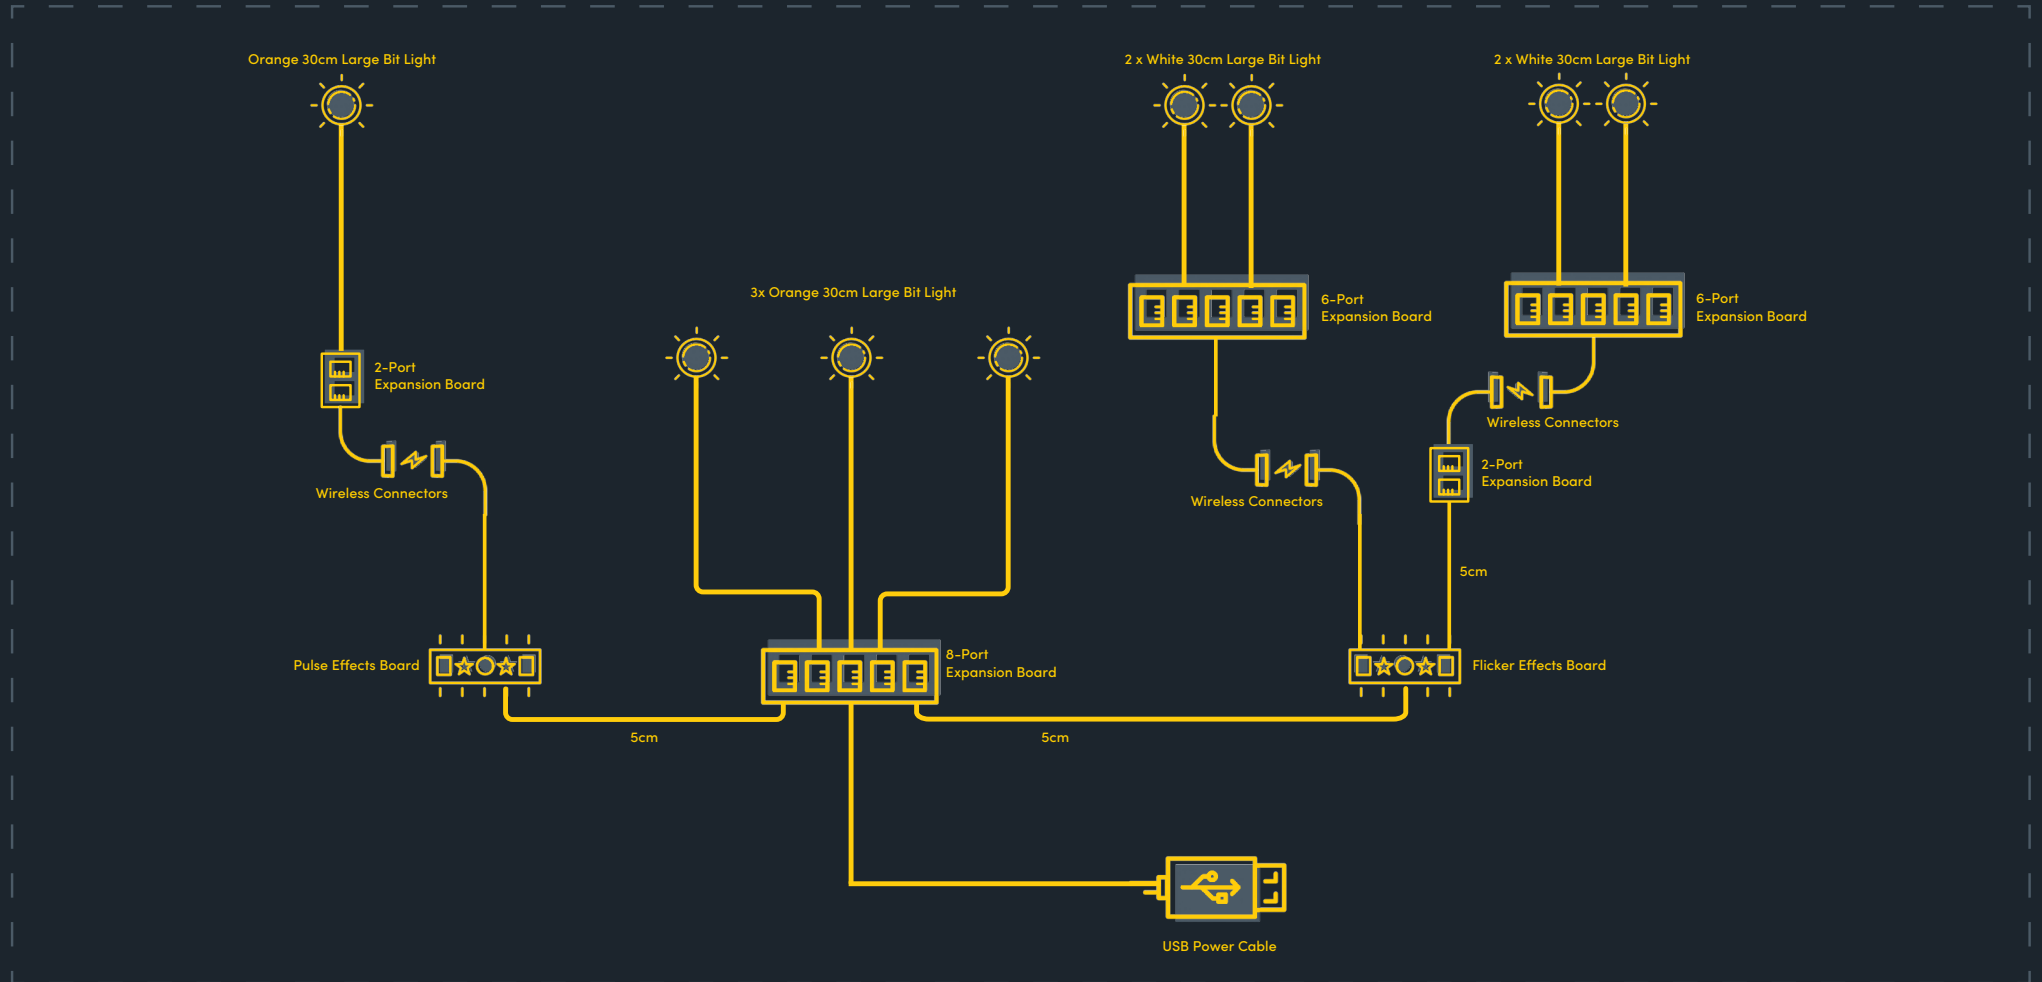 Orange 30cm Large Bit Light
2 x White 30cm Large Bit Light
2 x White 30cm Large Bit Light
3x Orange 30cm Large Bit Light
6-Port
Expansion Board
6-Port
Expansion Board
2-Port
Expansion Board
Wireless Connectors
Wireless Connectors
2-Port
Expansion Board
Wireless Connectors
5cm
Pulse Effects Board
8-Port
Expansion Board
Flicker Effects Board
5cm
5cm
USB Power Cable